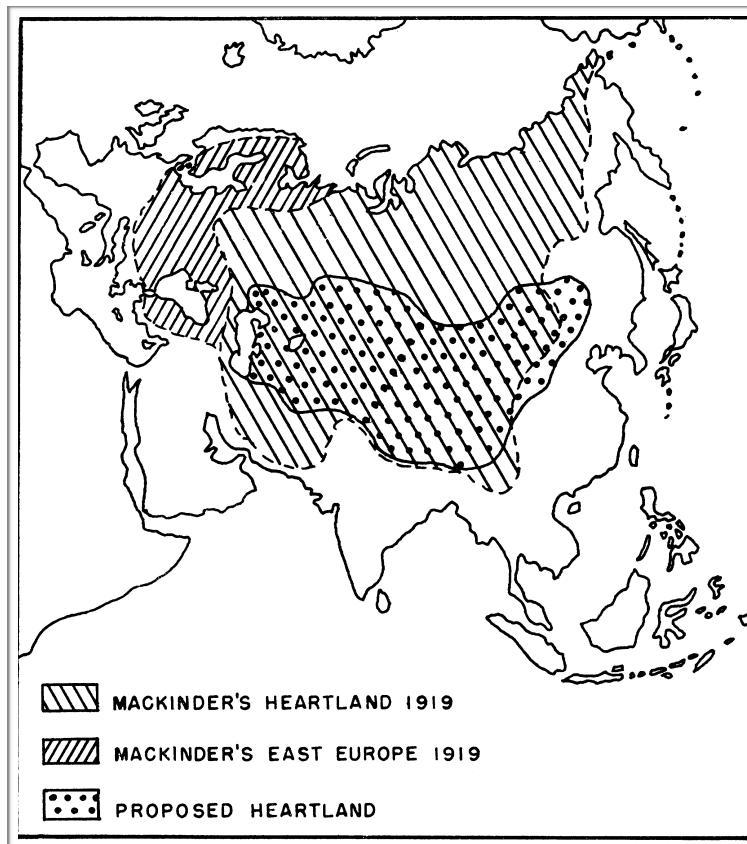 MACKINDER'S HEARTLAND 1919
MACKINDER'S EAST EUROPE 1919
PROPOSED HEARTLAND